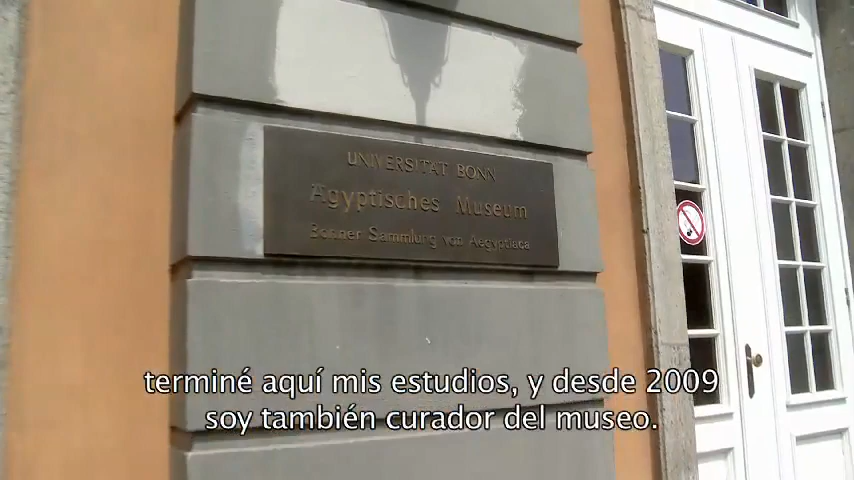 UNIVERSITÄT BONN
Ägyptisches Museum
Bonner Sammlung von Aegyptiaca
terminé aquí mis estudios, y desde 2009
soy también curador del museo.